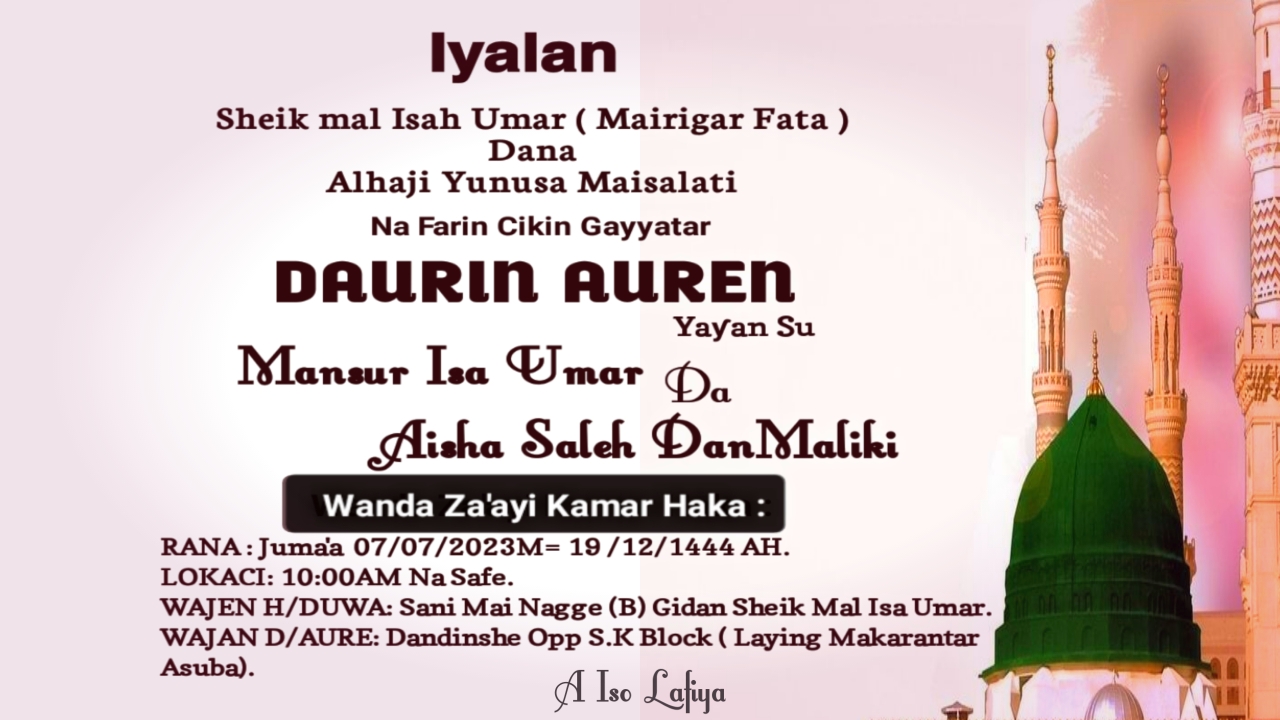 Iyalan
Sheik mal Isah Umar ( Mairigar Fata )
Dana
Alhaji Yunusa Maisalati
Na Farin Cikin Gayyatar
DAURIN AUREN
Yaƴan Su
Mansur Isa Umar
Da
Aisha Saleh DanMaliki
Wanda Za'ayi Kamar Haka :
RANA : Juma'a 07/07/2023M= 19 /12/1444 AH.
LOKACI: 10:00AM Na Safe.
WAJEN H/DUWA: Sani Mai Nagge (B) Gidan Sheik Mal Isa Umar.
WAJAN D/AURE: Dandinshe Opp S.K Block ( Laying Makarantar
Asuba).
A Iso Lafiya